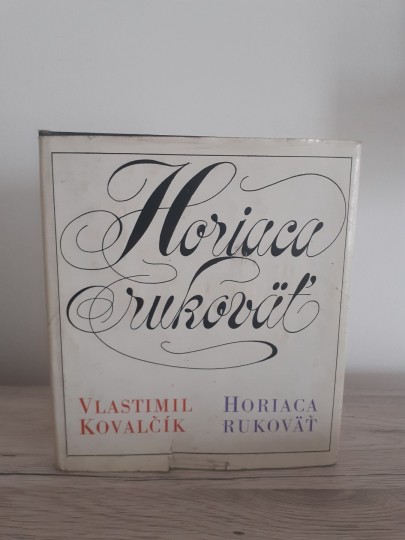 Horiaca
rukoväť
VLASTIMIL HORIACA
KOVALČÍK RUKOVÄŤ